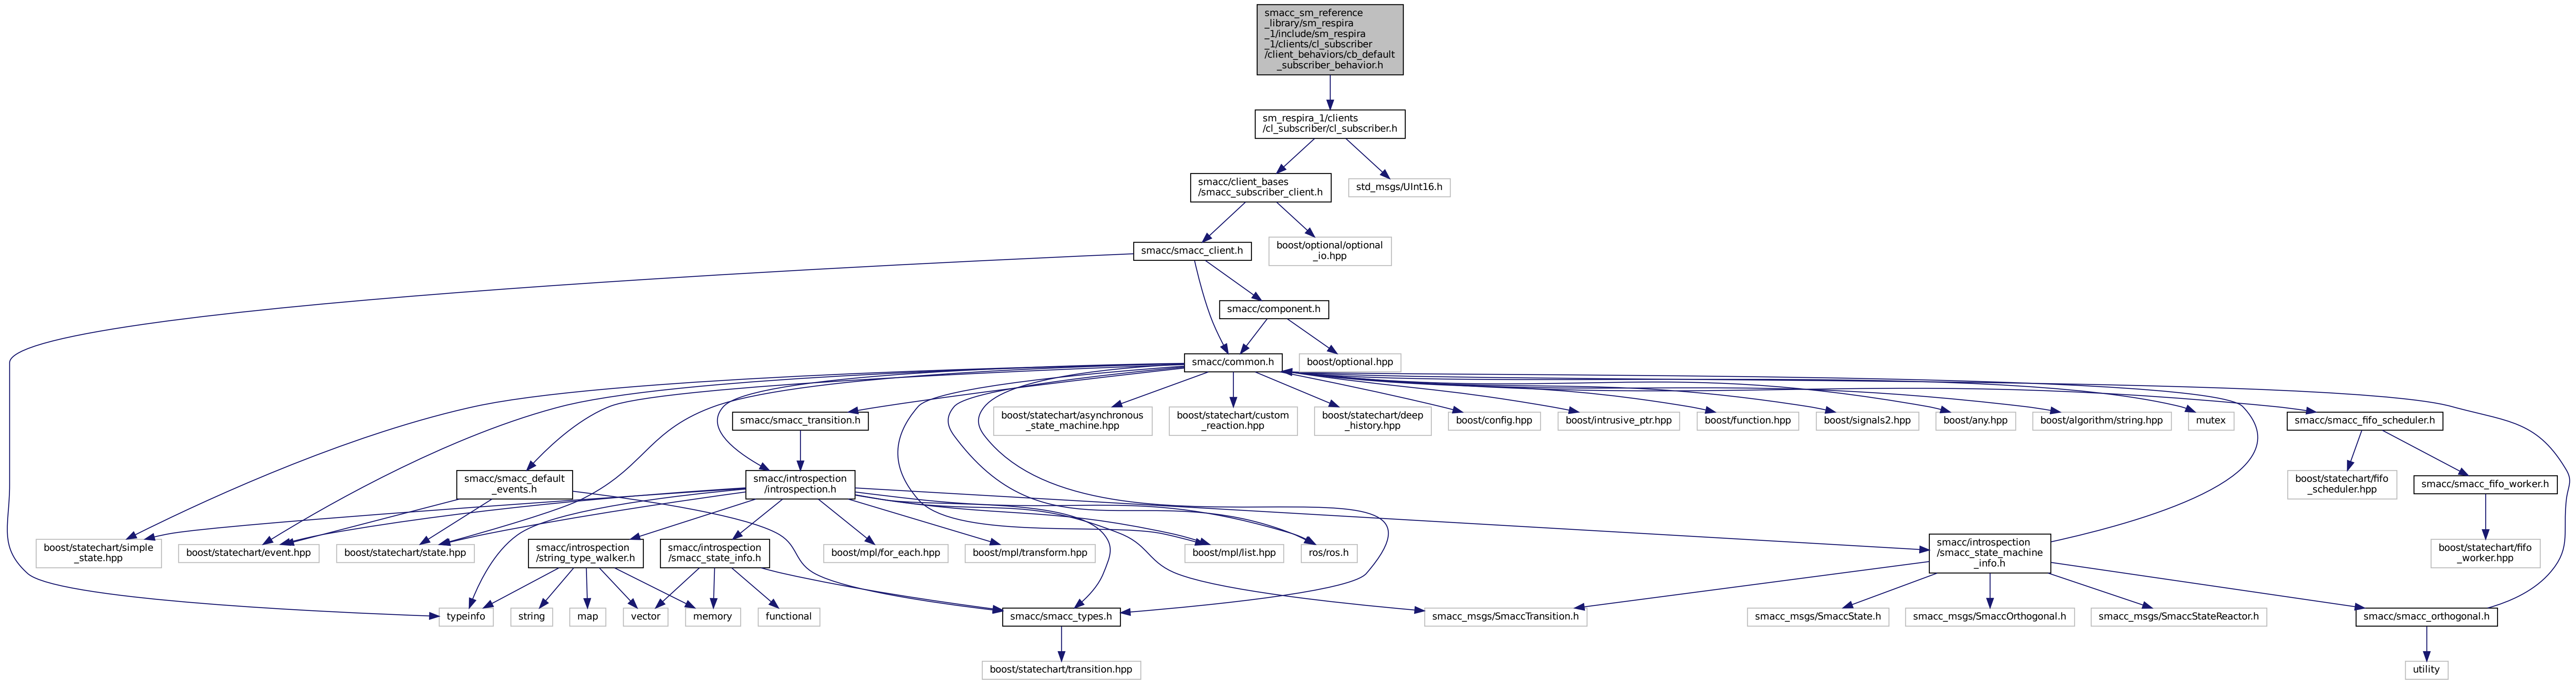 smacc_sm_reference
_library/sm_respira
_1/include/sm_respira
_1/clients/cl_subscriber
/client_behaviors/cb_default
_subscriber_behavior.h
sm_respira_1/clients
/cl_subscriber/cl_subscriber.h
smacc/client_bases
/smacc_subscriber_client.h
std_msgs/UInt16.h
smacc/smacc_client.h
boost/optional/optional
_io.hpp
smacc/component.h
smacc/common.h
boost/optional.hpp
smacc/smacc_transition.h
boost/statechart/asynchronous
_state_machine.hpp
boost/statechart/custom
_reaction.hpp
boost/statechart/deep
_history.hpp
boost/config.hpp
boost/intrusive_ptr.hpp
boost/function.hpp
boost/signals2.hpp
boost/any.hpp
boost/algorithm/string.hpp
mutex
smacc/smacc_fifo_scheduler.h
smacc/smacc_default
_events.h
smacc/introspection
/introspection.h
boost/statechart/fifo
_scheduler.hpp
smacc/smacc_fifo_worker.h
boost/statechart/simple
_state.hpp
boost/statechart/event.hpp
boost/statechart/state.hpp
smacc/introspection
/string_type_walker.h
smacc/introspection
/smacc_state_info.h
boost/mpl/for_each.hpp
boost/mpl/transform.hpp
boost/mpl/list.hpp
ros/ros.h
smacc/introspection
/smacc_state_machine
_info.h
boost/statechart/fifo
_worker.hpp
typeinfo
string
map
vector
memory
functional
smacc/smacc_types.h
smacc_msgs/SmaccTransition.h
smacc_msgs/SmaccState.h
smacc_msgs/SmaccOrthogonal.h
smacc_msgs/SmaccStateReactor.h
smacc/smacc_orthogonal.h
boost/statechart/transition.hpp
utility